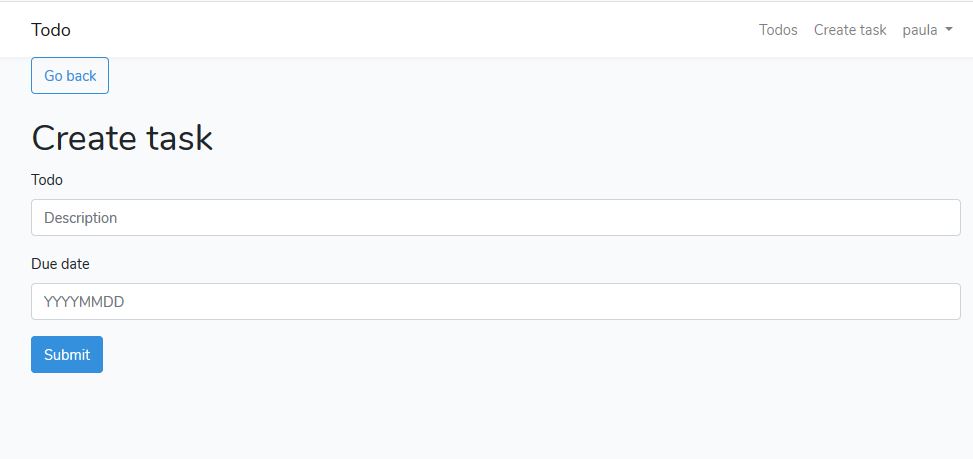 Todo Todos Create task paula
Go back
Create task
Todo
Description
Due date
YYYYMMDD
Submit